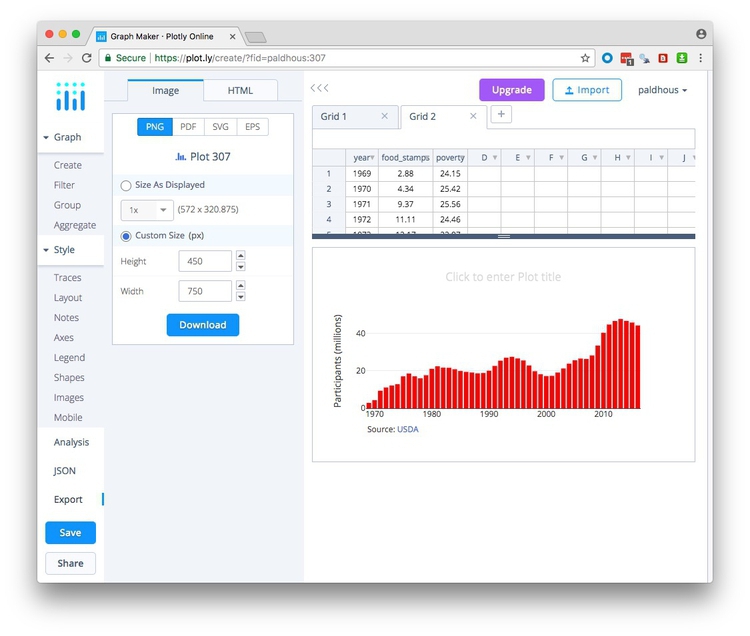 Graph Maker · Plotly Online
Secure
https://plot.ly/create/?fid=paldhous:307
1
Graph
Create
Filter
Group
Aggregate
Style
Traces
Layout
Notes
Axes
Legend
Shapes
Images
Mobile
Analysis
JSON
Export
Save
Share
Image
HTML
PNG PDF SVG EPS
Plot 307
Size As Displayed
1x (572 x 320.875)
Custom Size (px)
Height 450
Width 750
Download
Upgrade Import paldhous
Grid 1 Grid 2 +
year food_stamps poverty D E F G H I J
1 1969 2.88 24.15
2 1970 4.34 25.42
3 1971 9.37 25.56
4 1972 11.11 24.46
Click to enter Plot title
Participants (millions)
40
20
0
1970 1980 1990 2000 2010
Source: USDA